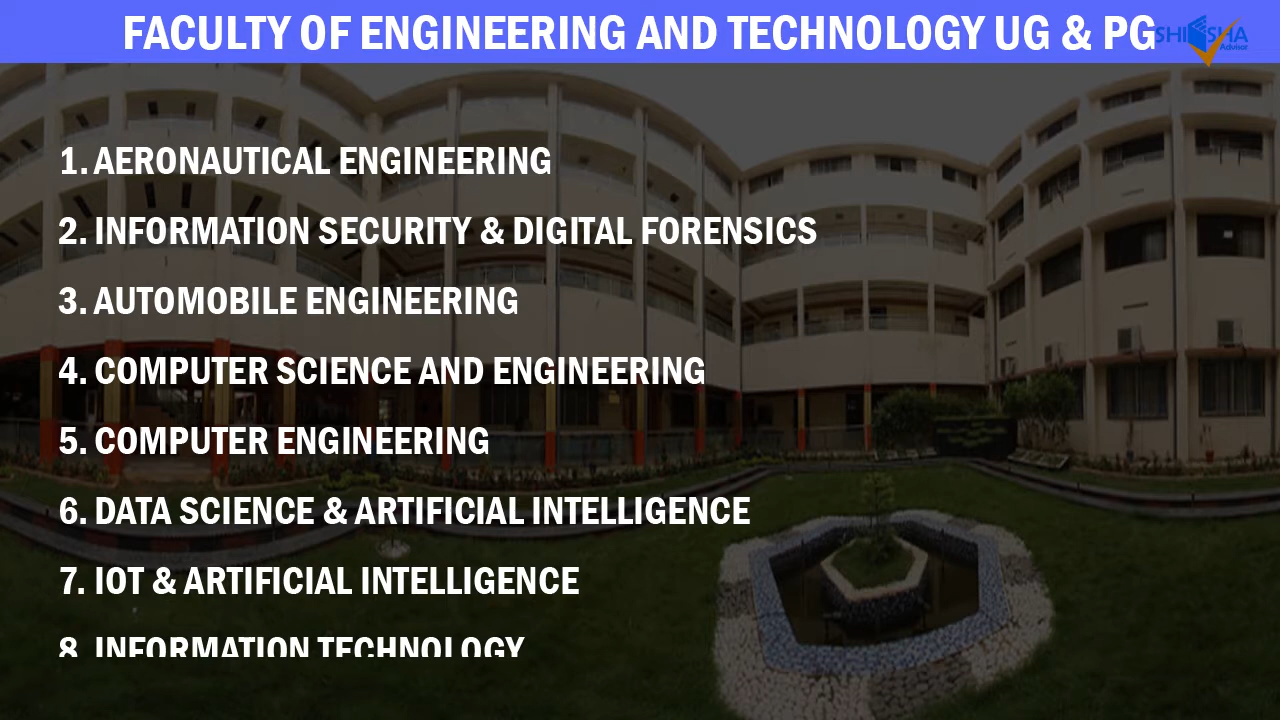 FACULTY OF ENGINEERING AND TECHNOLOGY UG & PG
SHIKSHA
Advisor
1. AERONAUTICAL ENGINEERING
2. INFORMATION SECURITY & DIGITAL FORENSICS
3. AUTOMOBILE ENGINEERING
4. COMPUTER SCIENCE AND ENGINEERING
5. COMPUTER ENGINEERING
6. DATA SCIENCE & ARTIFICIAL INTELLIGENCE
7. IOT & ARTIFICIAL INTELLIGENCE
8. INFORMATION TECHNOLOGY